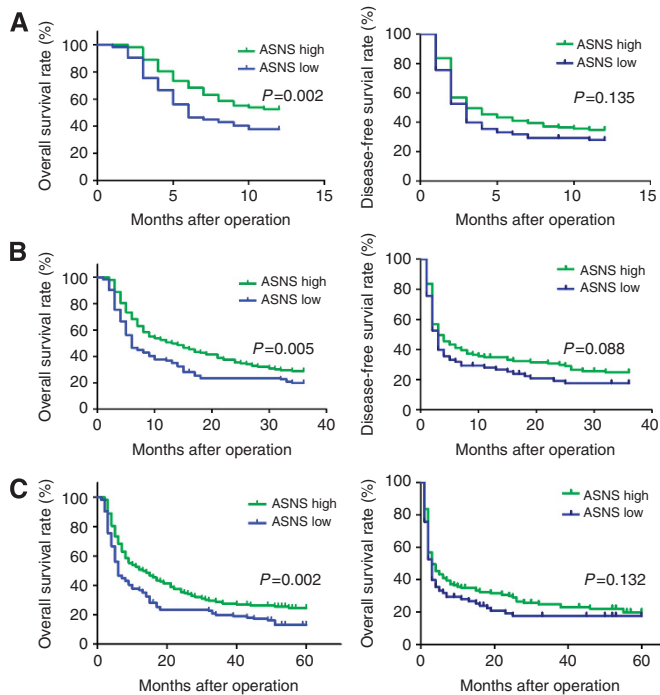 A
Overall survival rate (%)
100
80
60
40
20
0
0 5 10 15
Months after operation
ASNS high
ASNS low
P=0.002
Disease-free survial rate (%)
100
80
60
40
20
0
0 5 10 15
Months after operation
ASNS high
ASNS low
P=0.135
B
Overall survival rate (%)
100
80
60
40
20
0
0 10 20 30 40
Months after operation
ASNS high
ASNS low
P=0.005
Disease-free survial rate (%)
100
80
60
40
20
0
0 10 20 30 40
Months after operation
ASNS high
ASNS low
P=0.088
C
Overall survival rate (%)
100
80
60
40
20
0
0 20 40 60
Months after operation
ASNS high
ASNS low
P=0.002
Overall survival rate (%)
100
80
60
40
20
0
0 20 40 60
Months after operation
ASNS high
ASNS low
P=0.132